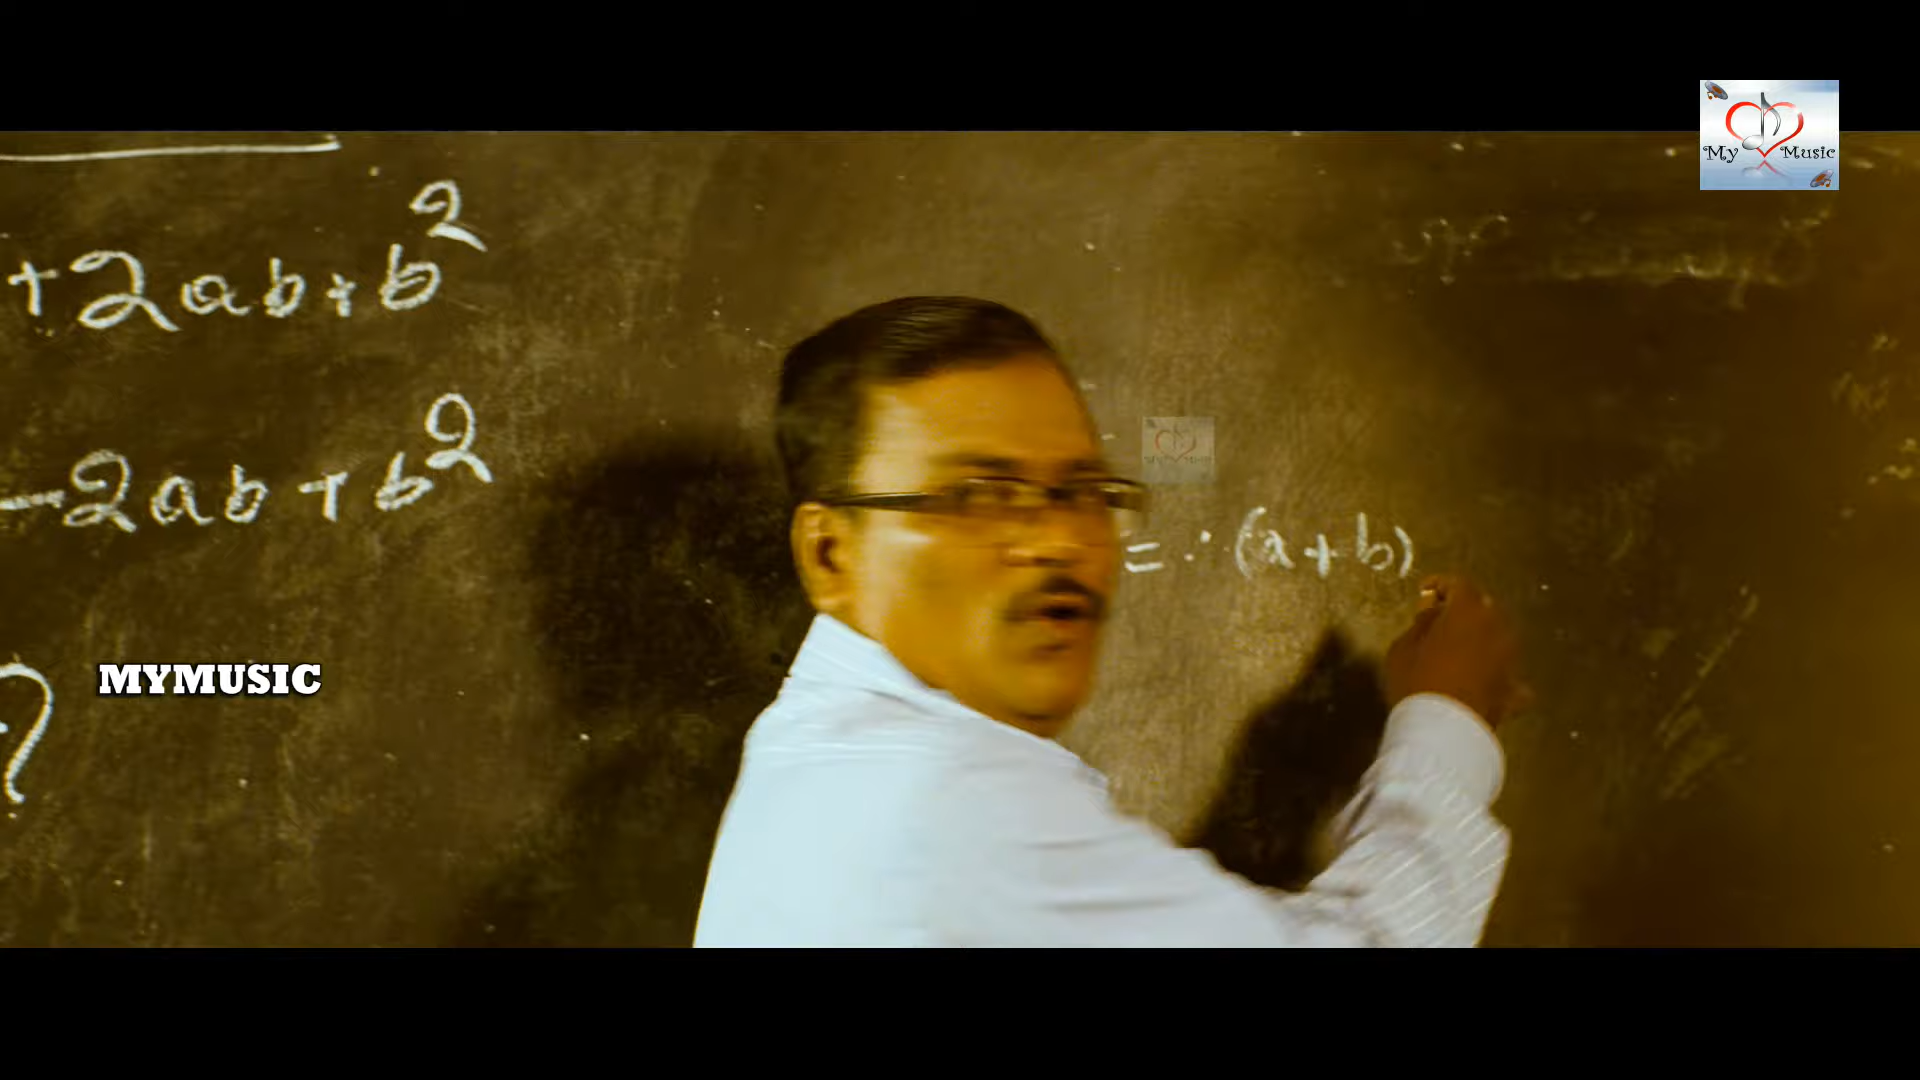 My Music
+2ab+b²
-2ab+b²
= ∴ (a+b)
?
MYMUSIC